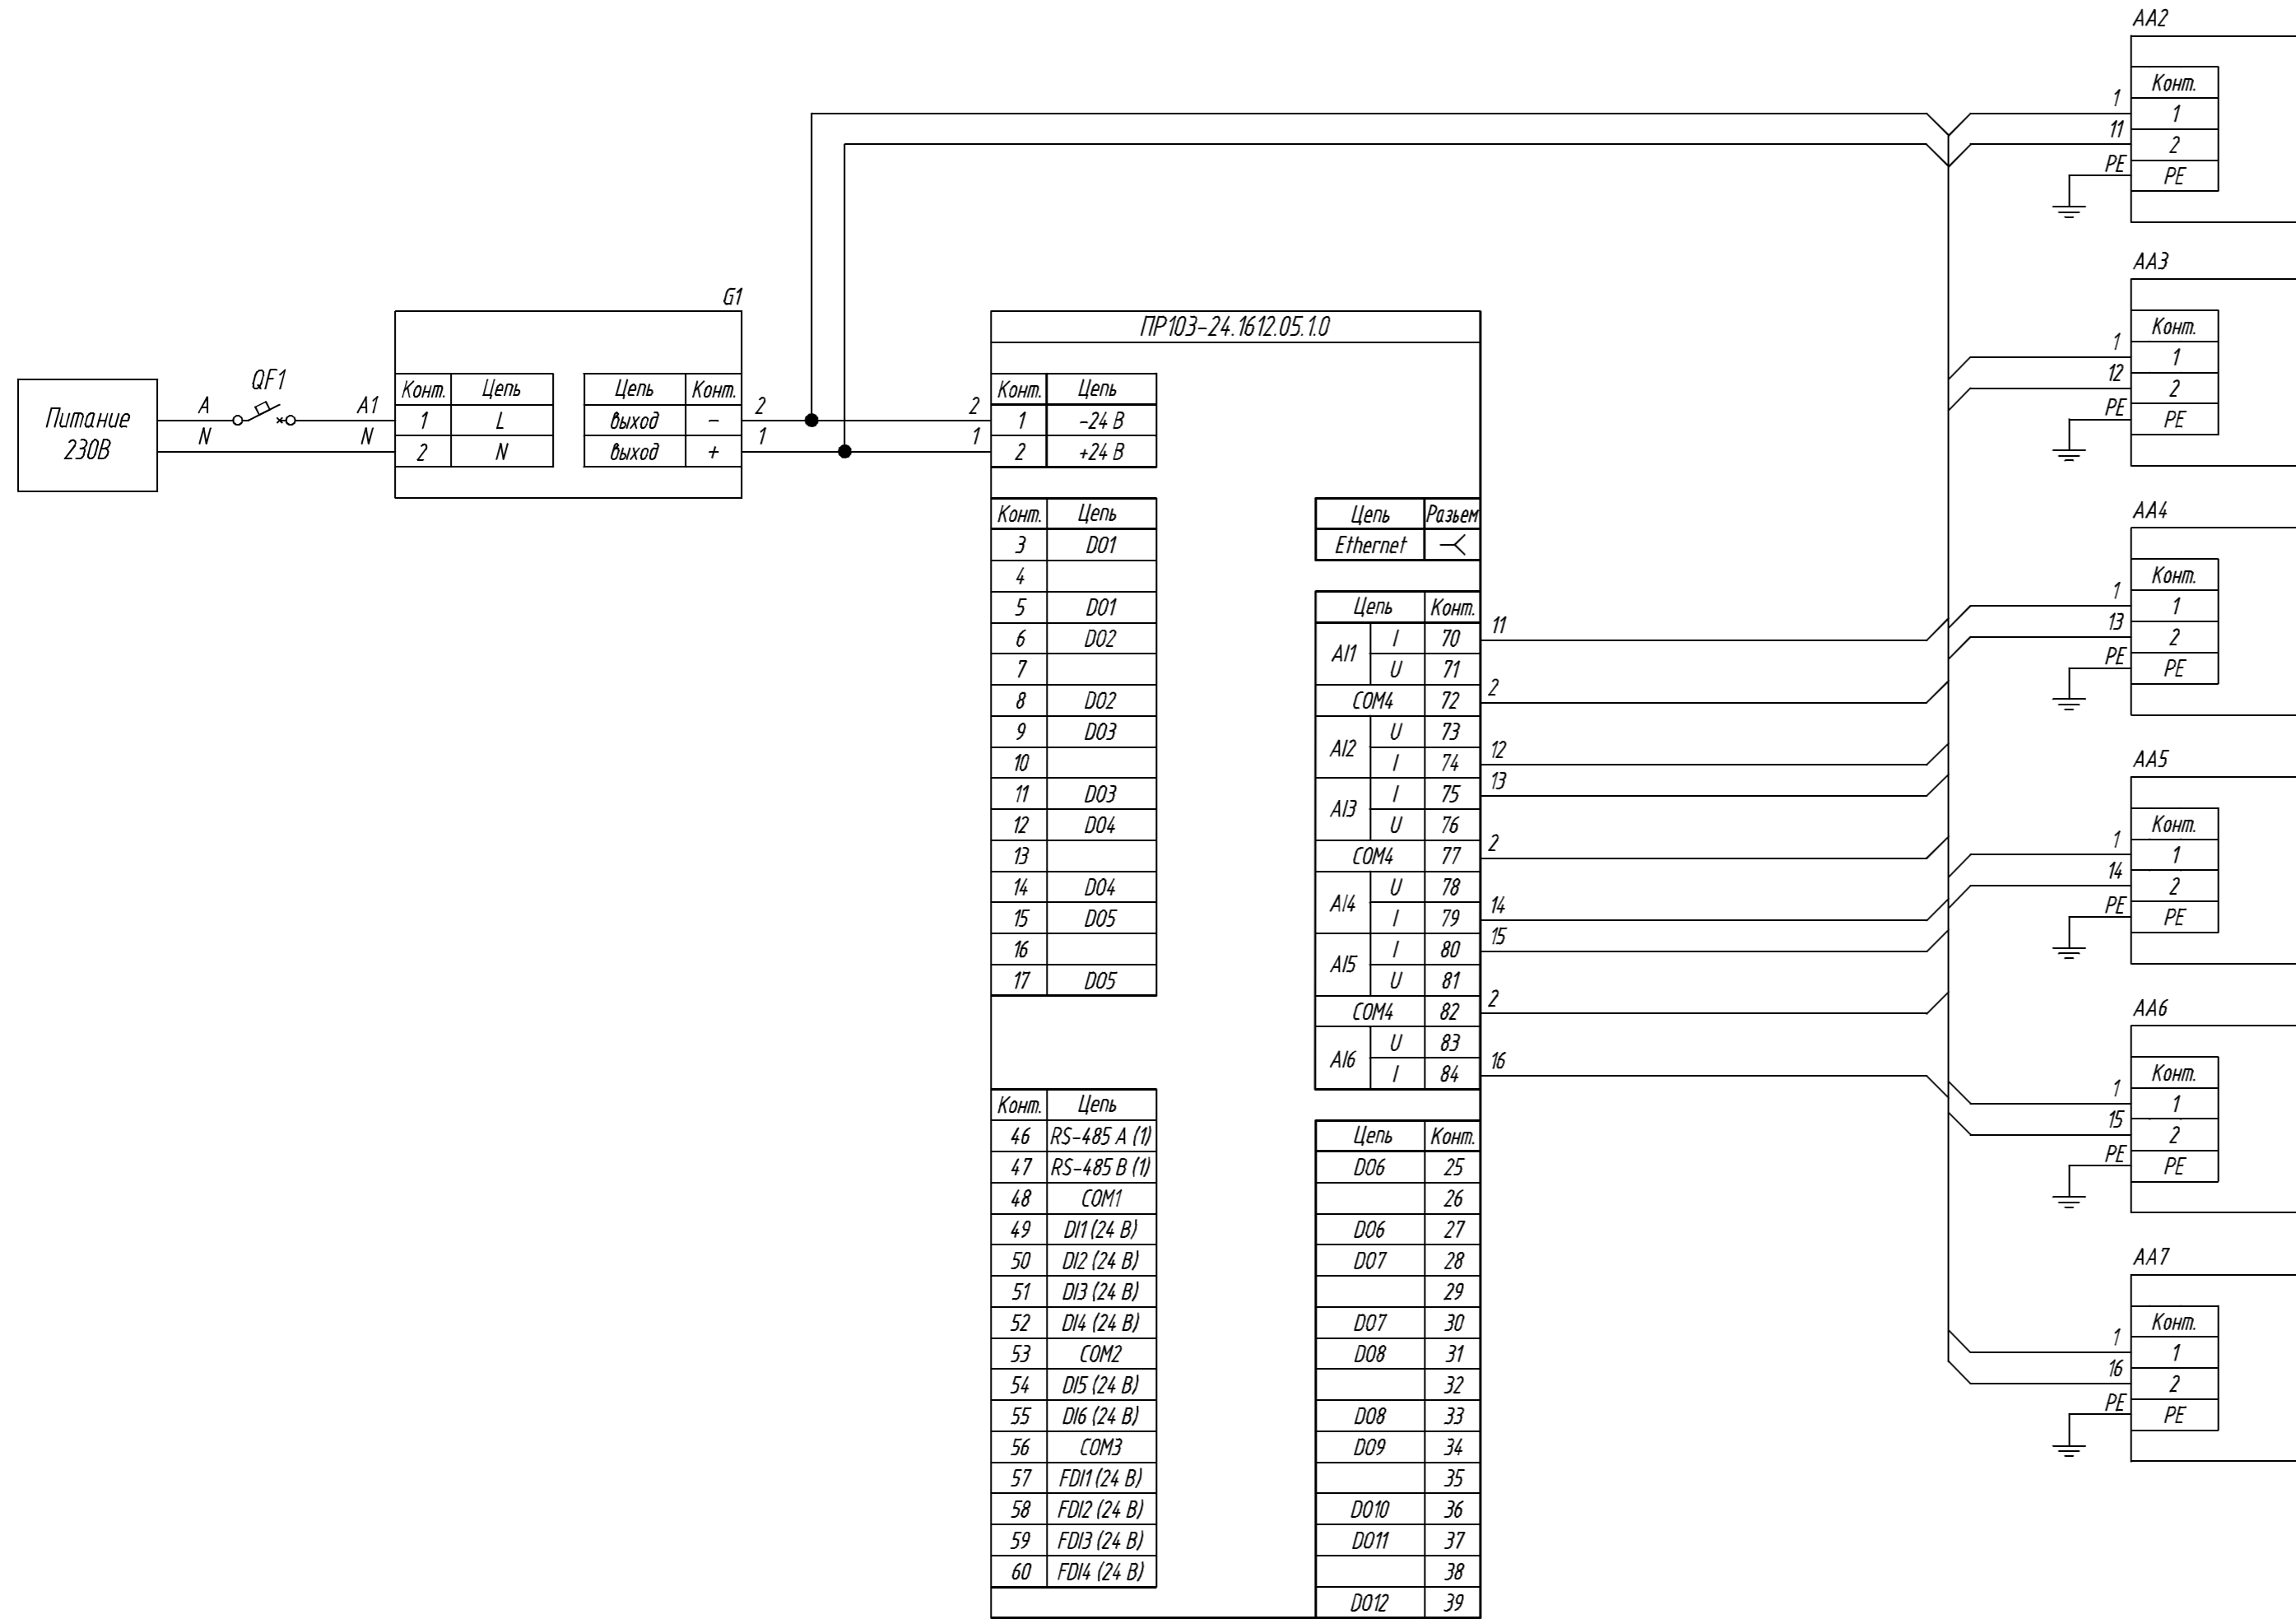 AA2
Конт.
1 1
11 2
PE PE
AA3
Конт.
1 1
12 2
PE PE
AA4
Конт.
1 1
13 2
PE PE
AA5
Конт.
1 1
14 2
PE PE
AA6
Конт.
1 1
15 2
PE PE
AA7
Конт.
1 1
16 2
PE PE
Питание
230В
QF1
A A1
N N
G1
Конт. Цепь
1 L
2 N
Цепь Конт.
выход –
выход +
2 2
1 1
ПР103-24.1612.05.1.0
Конт. Цепь
1 -24 В
2 +24 В
Конт. Цепь
3 DO1
4
5 DO1
6 DO2
7
8 DO2
9 DO3
10
11 DO3
12 DO4
13
14 DO4
15 DO5
16
17 DO5
Конт. Цепь
46 RS-485 A (1)
47 RS-485 B (1)
48 COM1
49 DI1 (24 В)
50 DI2 (24 В)
51 DI3 (24 В)
52 DI4 (24 В)
53 COM2
54 DI5 (24 В)
55 DI6 (24 В)
56 COM3
57 FDI1 (24 В)
58 FDI2 (24 В)
59 FDI3 (24 В)
60 FDI4 (24 В)
Цепь Разьем
Ethernet
Цепь Конт.
AI1 I 70 11
U 71
COM4 72 2
AI2 U 73
I 74 12
AI3 I 75 13
U 76
COM4 77 2
AI4 U 78
I 79 14
AI5 I 80 15
U 81
COM4 82 2
AI6 U 83
I 84 16
Цепь Конт.
DO6 25
26
DO6 27
DO7 28
29
DO7 30
DO8 31
32
DO8 33
DO9 34
35
DO10 36
DO11 37
38
DO12 39